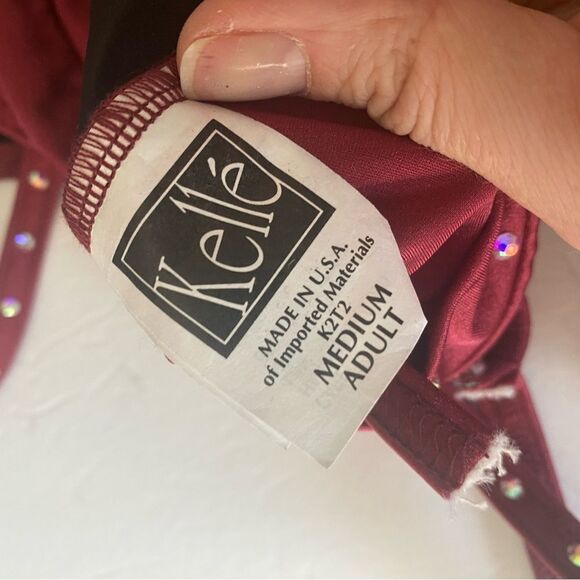 Kellé
MADE IN U.S.A.
of Imported Materials
K2T2
MEDIUM
ADULT